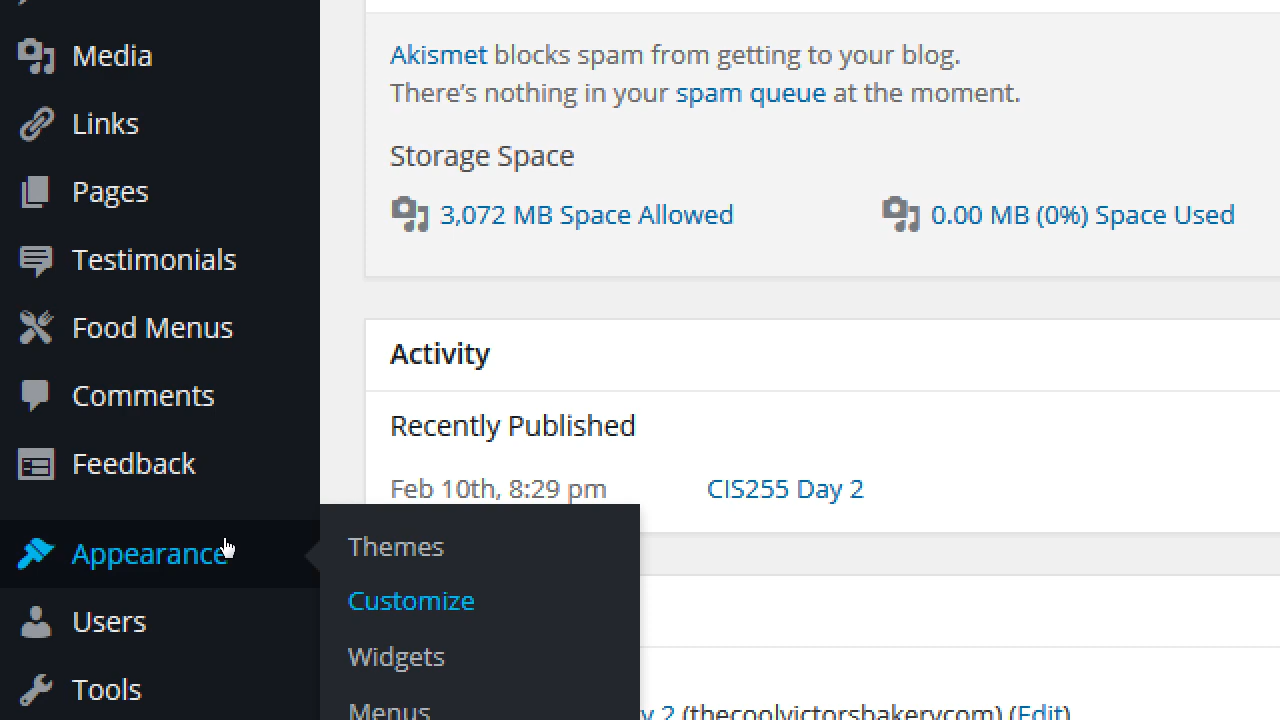 Media
Links
Pages
Testimonials
Food Menus
Comments
Feedback
Appearance
Users
Tools
Themes
Customize
Widgets
Menus
Akismet blocks spam from getting to your blog.
There’s nothing in your spam queue at the moment.
Storage Space
3,072 MB Space Allowed
0.00 MB (0%) Space Used
Activity
Recently Published
Feb 10th, 8:29 pm
CIS255 Day 2
y 2 (thecoolvictorsbakerycom) (Edit)